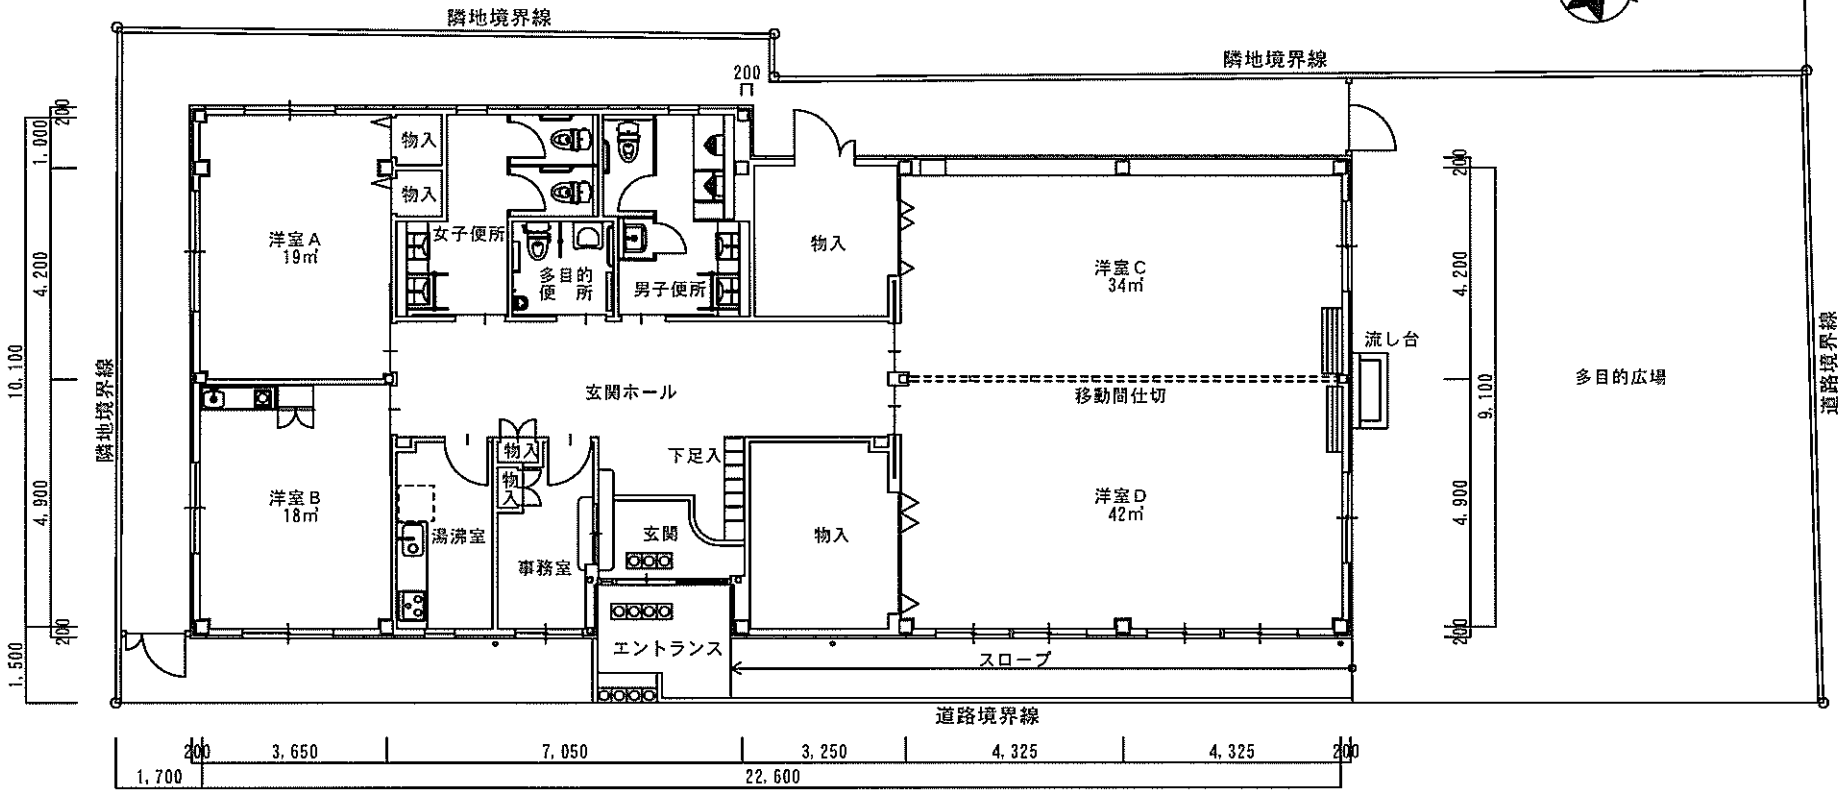 隣地境界線
隣地境界線
200
200
1,000
4,200
10,100
4,900
200
1,500
隣地境界線
物入
物入
洋室A
19㎡
女子便所
多目的
便所
男子便所
物入
洋室C
34㎡
200
4,200
9,100
4,900
200
流し台
多目的広場
道路境界線
玄関ホール
移動間仕切
下足入
物入
物入
洋室B
18㎡
湯沸室
事務室
玄関
物入
洋室D
42㎡
エントランス
スロープ
道路境界線
200
3,650
7,050
3,250
4,325
4,325
200
1,700
22,600